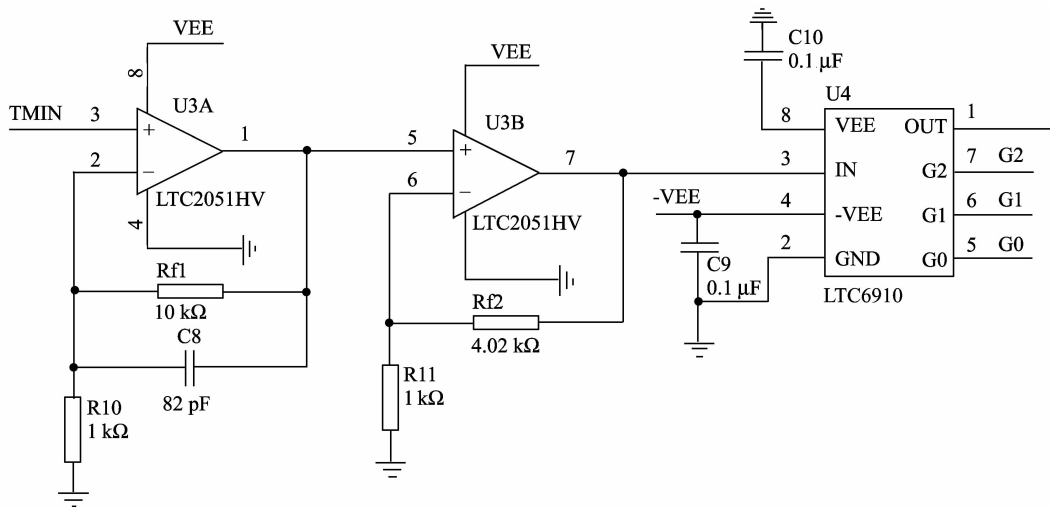 VEE
8
TMIN
3
+
U3A
1
2
−
LTC2051HV
4
Rf1
10 kΩ
C8
82 pF
R10
1 kΩ
VEE
U3B
5
+
7
6
−
LTC2051HV
Rf2
4.02 kΩ
R11
1 kΩ
C10
0.1 μF
U4
8
VEE
OUT
1
3
IN
G2
7
G2
-VEE
4
-VEE
G1
6
G1
2
GND
G0
5
G0
C9
0.1 μF
LTC6910